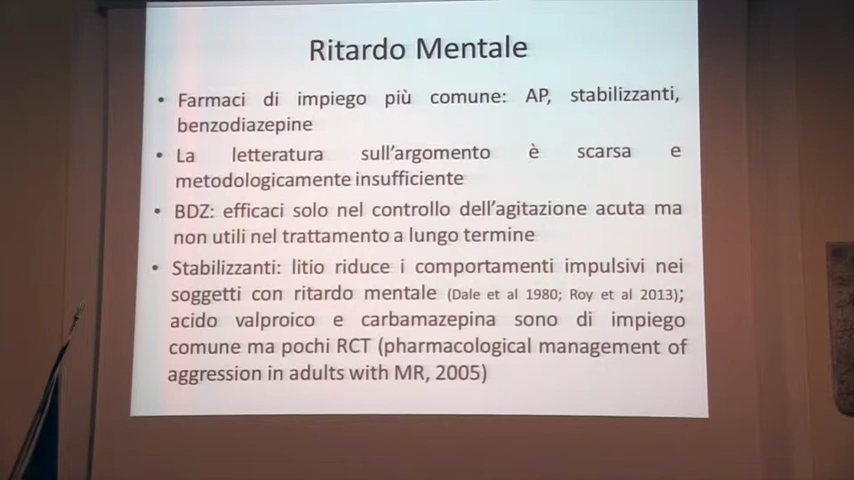 Ritardo Mentale
• Farmaci di impiego più comune: AP, stabilizzanti,
benzodiazepine
• La letteratura sull'argomento è scarsa e
metodologicamente insufficiente
• BDZ: efficaci solo nel controllo dell'agitazione acuta ma
non utili nel trattamento a lungo termine
• Stabilizzanti: litio riduce i comportamenti impulsivi nei
soggetti con ritardo mentale (Dale et al 1980; Roy et al 2013);
acido valproico e carbamazepina sono di impiego
comune ma pochi RCT (pharmacological management of
aggression in adults with MR, 2005)